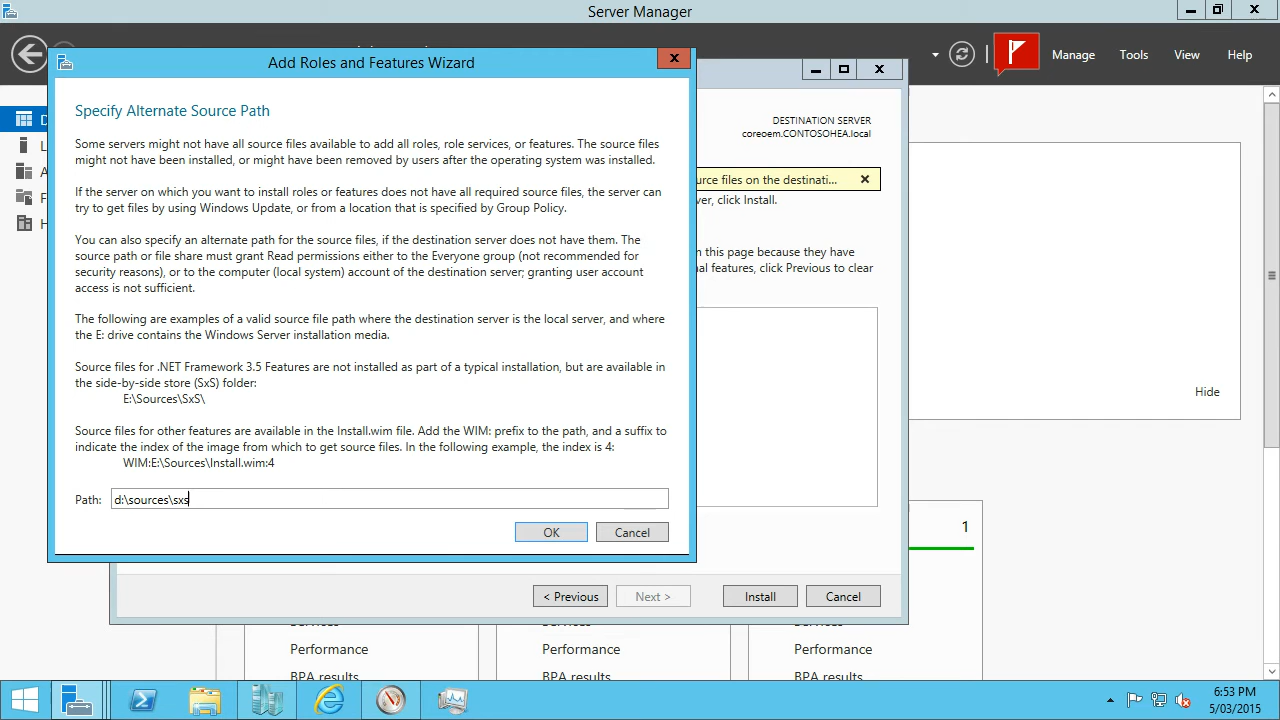 Server Manager
Manage
Tools
View
Help
Add Roles and Features Wizard
Specify Alternate Source Path
Some servers might not have all source files available to add all roles, role services, or features. The source files
might not have been installed, or might have been removed by users after the operating system was installed.
If the server on which you want to install roles or features does not have all required source files, the server can
try to get files by using Windows Update, or from a location that is specified by Group Policy.
You can also specify an alternate path for the source files, if the destination server does not have them. The
source path or file share must grant Read permissions either to the Everyone group (not recommended for
security reasons), or to the computer (local system) account of the destination server; granting user account
access is not sufficient.
The following are examples of a valid source file path where the destination server is the local server, and where
the E: drive contains the Windows Server installation media.
Source files for .NET Framework 3.5 Features are not installed as part of a typical installation, but are available in
the side-by-side store (SxS) folder:
E:\Sources\SxS\
Source files for other features are available in the Install.wim file. Add the WIM: prefix to the path, and a suffix to
indicate the index of the image from which to get source files. In the following example, the index is 4:
WIM:E:\Sources\Install.wim:4
Path: d:\sources\sxs
OK
Cancel
DESTINATION SERVER
coreoem.CONTOSOHEA.local
urce files on the destinati...
ver, click Install.
n this page because they have
nal features, click Previous to clear
Hide
1
< Previous
Next >
Install
Cancel
Performance
Performance
Performance
BPA results
BPA results
BPA results
6:53 PM
5/03/2015